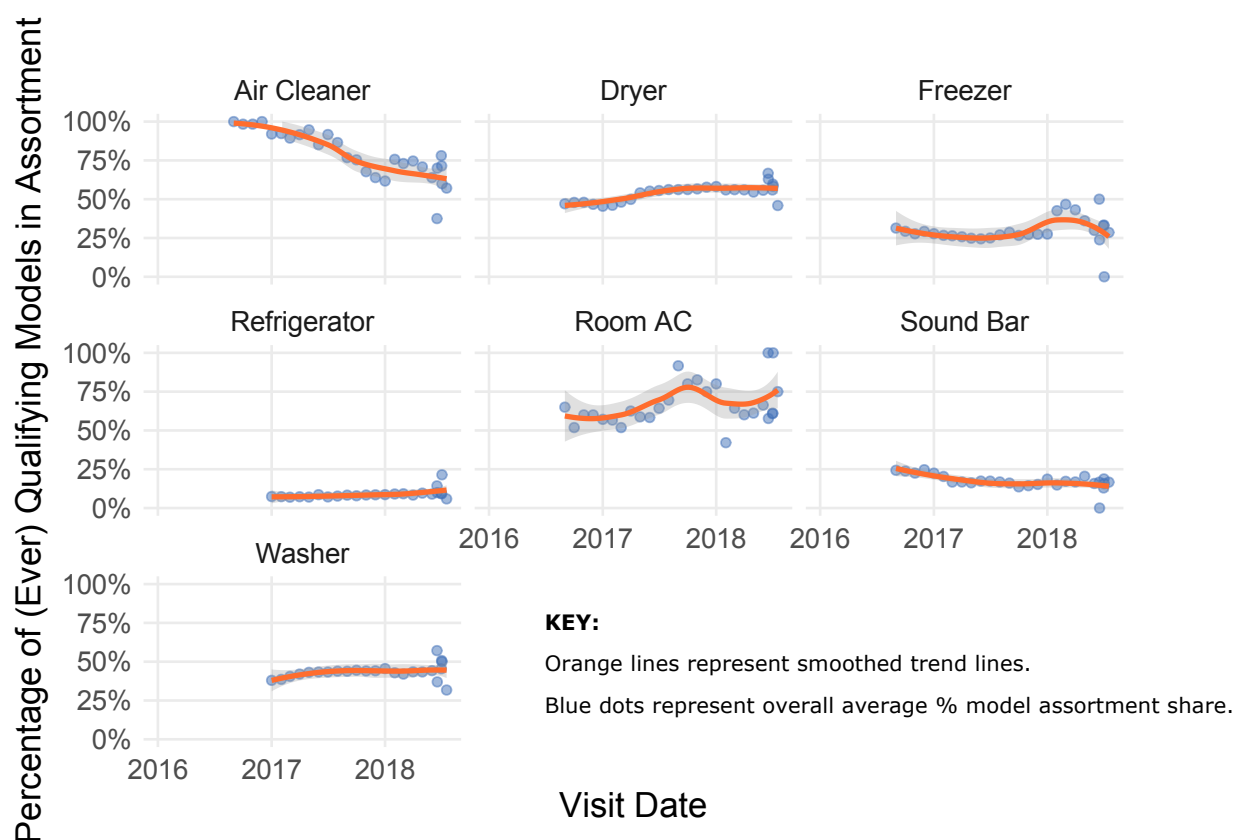 Percentage of (Ever) Qualifying Models in Assortment
Air Cleaner
Dryer
Freezer
100%
75%
50%
25%
0%
Refrigerator
Room AC
Sound Bar
100%
75%
50%
25%
0%
2016 2017 2018 2016 2017 2018
Washer
100%
75%
50%
25%
0%
2016 2017 2018
KEY:
Orange lines represent smoothed trend lines.
Blue dots represent overall average % model assortment share.
Visit Date